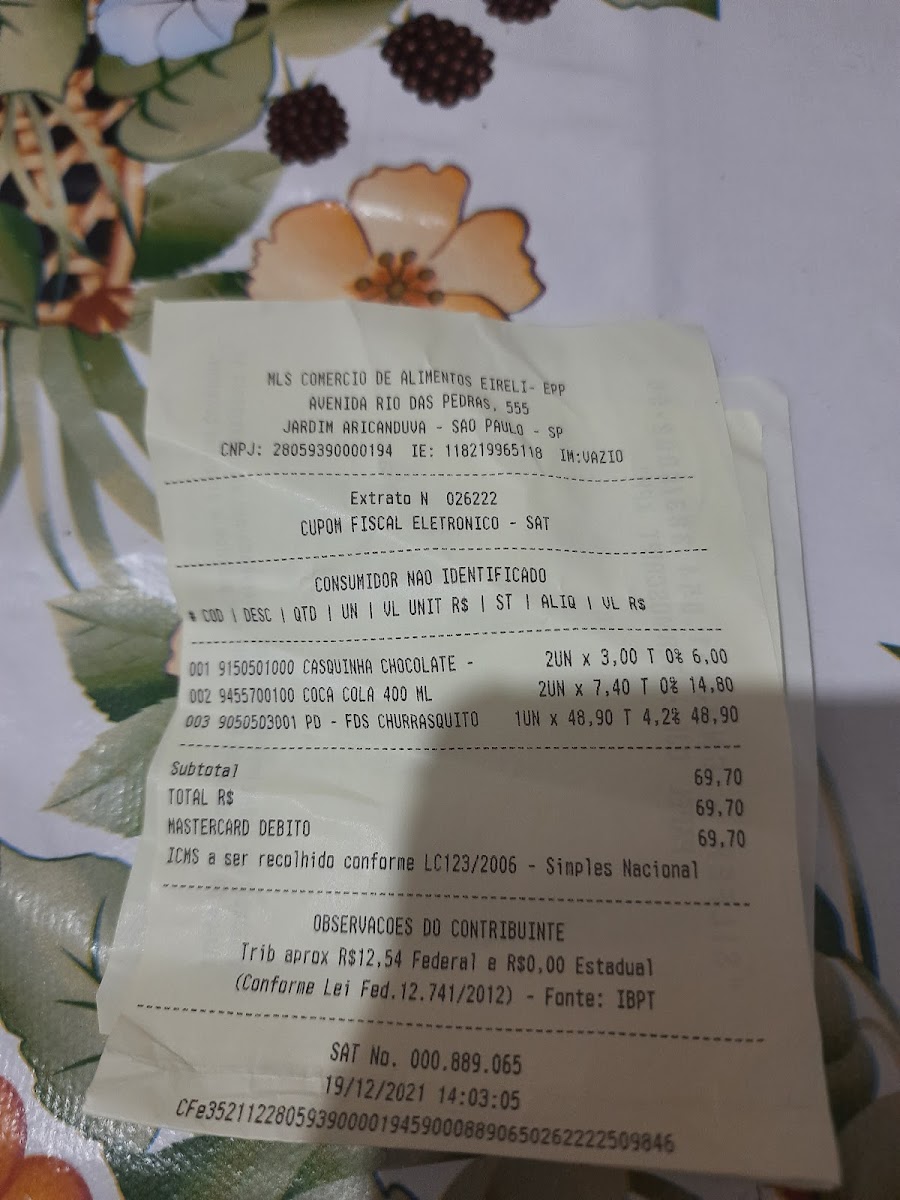 MLS COMERCIO DE ALIMENTOS EIRELI- EPP
AVENIDA RIO DAS PEDRAS, 555
JARDIM ARICANDUVA - SAO PAULO - SP
CNPJ: 28059390000194 IE: 118219965118 IM:VAZIO
Extrato N 026222
CUPOM FISCAL ELETRONICO - SAT
CONSUMIDOR NAO IDENTIFICADO
# COD | DESC | QTD | UN | VL UNIT R$ | ST | ALIQ | VL R$
001 9150501000 CASQUINHA CHOCOLATE - 2UN x 3,00 T 0% 6,00
002 9455700100 COCA COLA 400 ML 2UN x 7,40 T 0% 14,80
003 9050503001 PD - FDS CHURRASQUITO 1UN x 48,90 T 4,2% 48,90
Subtotal 69,70
TOTAL R$ 69,70
MASTERCARD DEBITO 69,70
ICMS a ser recolhido conforme LC123/2006 - Simples Nacional
OBSERVACOES DO CONTRIBUINTE
Trib aprox R$12,54 Federal e R$0,00 Estadual
(Conforme Lei Fed.12.741/2012) - Fonte: IBPT
SAT No. 000.889.065
19/12/2021 14:03:05
CFe35211228059390000194590008890650262222509846